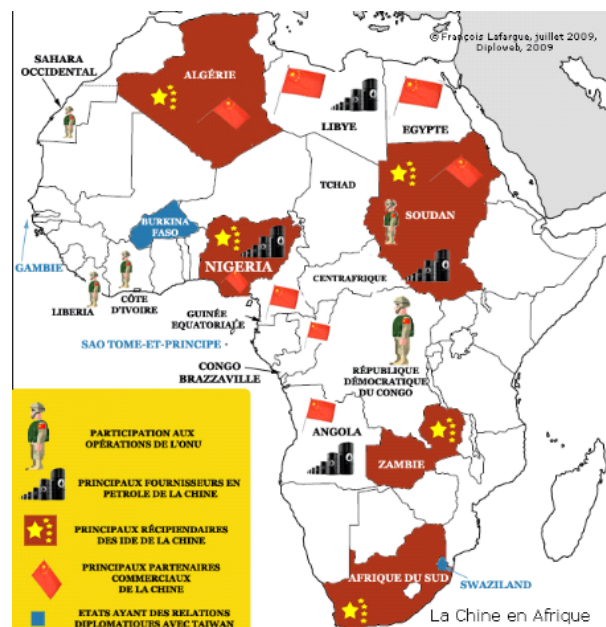 © François Lafargue, juillet 2009,
Diploweb, 2009
SAHARA
OCCIDENTAL
ALGÉRIE
LIBYE
EGYPTE
TCHAD
SOUDAN
BURKINA
FASO
NIGERIA
GAMBIE
LIBERIA
CÔTE
D'IVOIRE
CENTRAFRIQUE
GUINÉE
EQUATORIALE
SAO TOME-ET-PRINCIPE
CONGO
BRAZZAVILLE
RÉPUBLIQUE
DÉMOCRATIQUE
DU CONGO
ANGOLA
ZAMBIE
AFRIQUE DU SUD
SWAZILAND
PARTICIPATION AUX
OPÉRATIONS DE L'ONU
PRINCIPAUX FOURNISSEURS EN
PETROLE DE LA CHINE
PRINCIPAUX RÉCIPIENDAIRES
DES IDE DE LA CHINE
PRINCIPAUX PARTENAIRES
COMMERCIAUX
DE LA CHINE
ETATS AYANT DES RELATIONS
DIPLOMATIQUES AVEC TAIWAN
La Chine en Afrique